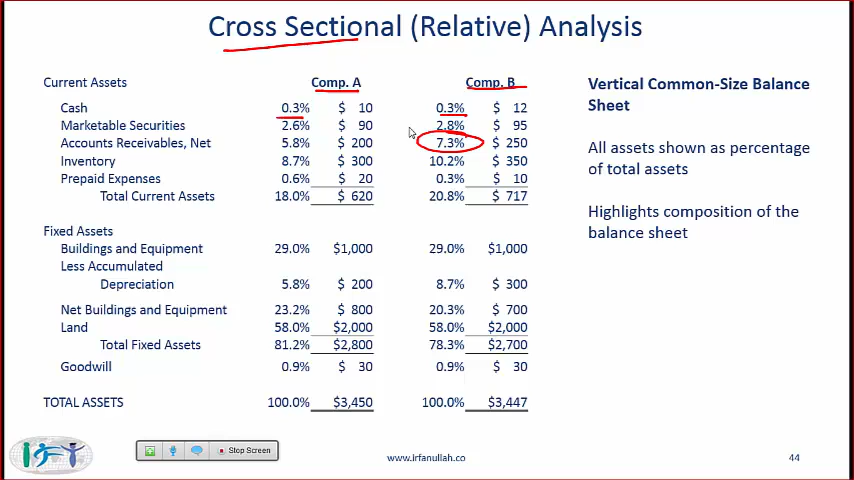 Cross Sectional (Relative) Analysis
Current Assets Comp. A Comp. B
Cash 0.3% $ 10 0.3% $ 12
Marketable Securities 2.6% $ 90 2.8% $ 95
Accounts Receivables, Net 5.8% $ 200 7.3% $ 250
Inventory 8.7% $ 300 10.2% $ 350
Prepaid Expenses 0.6% $ 20 0.3% $ 10
Total Current Assets 18.0% $ 620 20.8% $ 717
Fixed Assets
Buildings and Equipment 29.0% $1,000 29.0% $1,000
Less Accumulated
Depreciation 5.8% $ 200 8.7% $ 300
Net Buildings and Equipment 23.2% $ 800 20.3% $ 700
Land 58.0% $2,000 58.0% $2,000
Total Fixed Assets 81.2% $2,800 78.3% $2,700
Goodwill 0.9% $ 30 0.9% $ 30
TOTAL ASSETS 100.0% $3,450 100.0% $3,447
Vertical Common-Size Balance
Sheet
All assets shown as percentage
of total assets
Highlights composition of the
balance sheet
Stop Screen
www.irfanullah.co
44